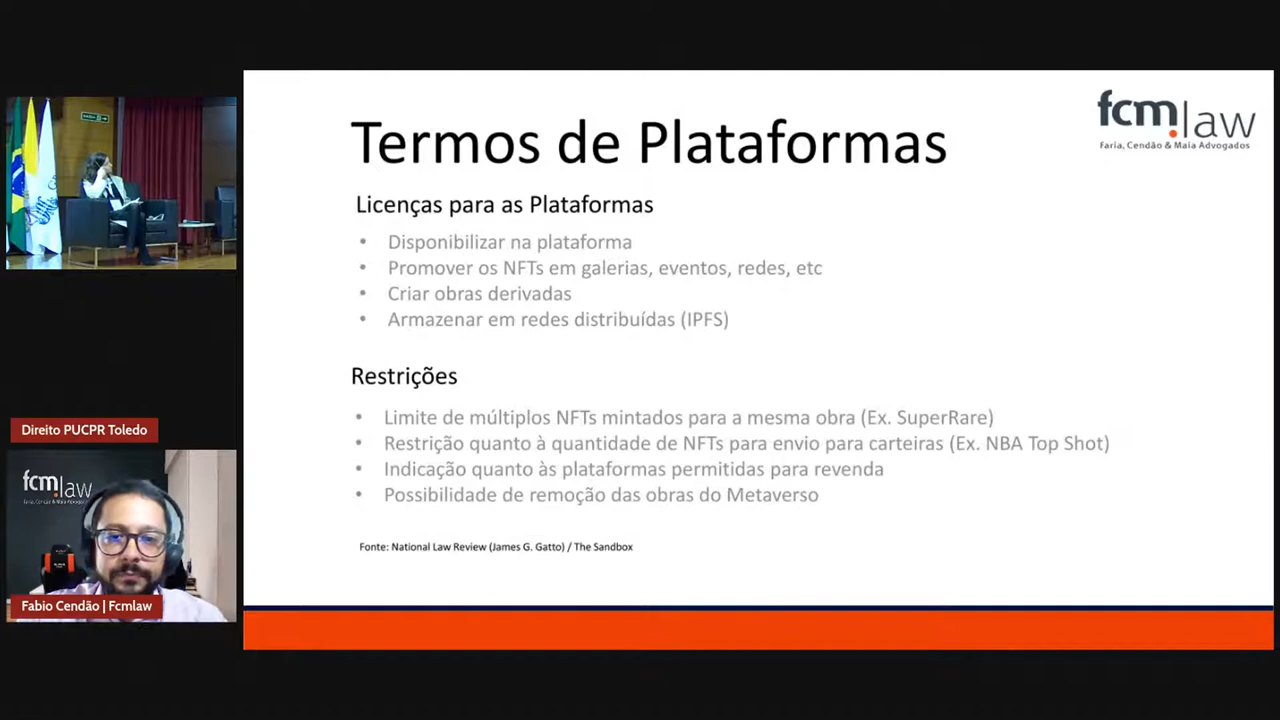 Termos de Plataformas
fcm.law
Faria, Cendão & Maia Advogados
Licenças para as Plataformas
• Disponibilizar na plataforma
• Promover os NFTs em galerias, eventos, redes, etc
• Criar obras derivadas
• Armazenar em redes distribuídas (IPFS)
Restrições
• Limite de múltiplos NFTs mintados para a mesma obra (Ex. SuperRare)
• Restrição quanto à quantidade de NFTs para envio para carteiras (Ex. NBA Top Shot)
• Indicação quanto às plataformas permitidas para revenda
• Possibilidade de remoção das obras do Metaverso
Fonte: National Law Review (James G. Gatto) / The Sandbox
Direito PUCPR Toledo
fcm.law
Faria, Cendão & Maia Advogados
Fabio Cendão | Fcmlaw